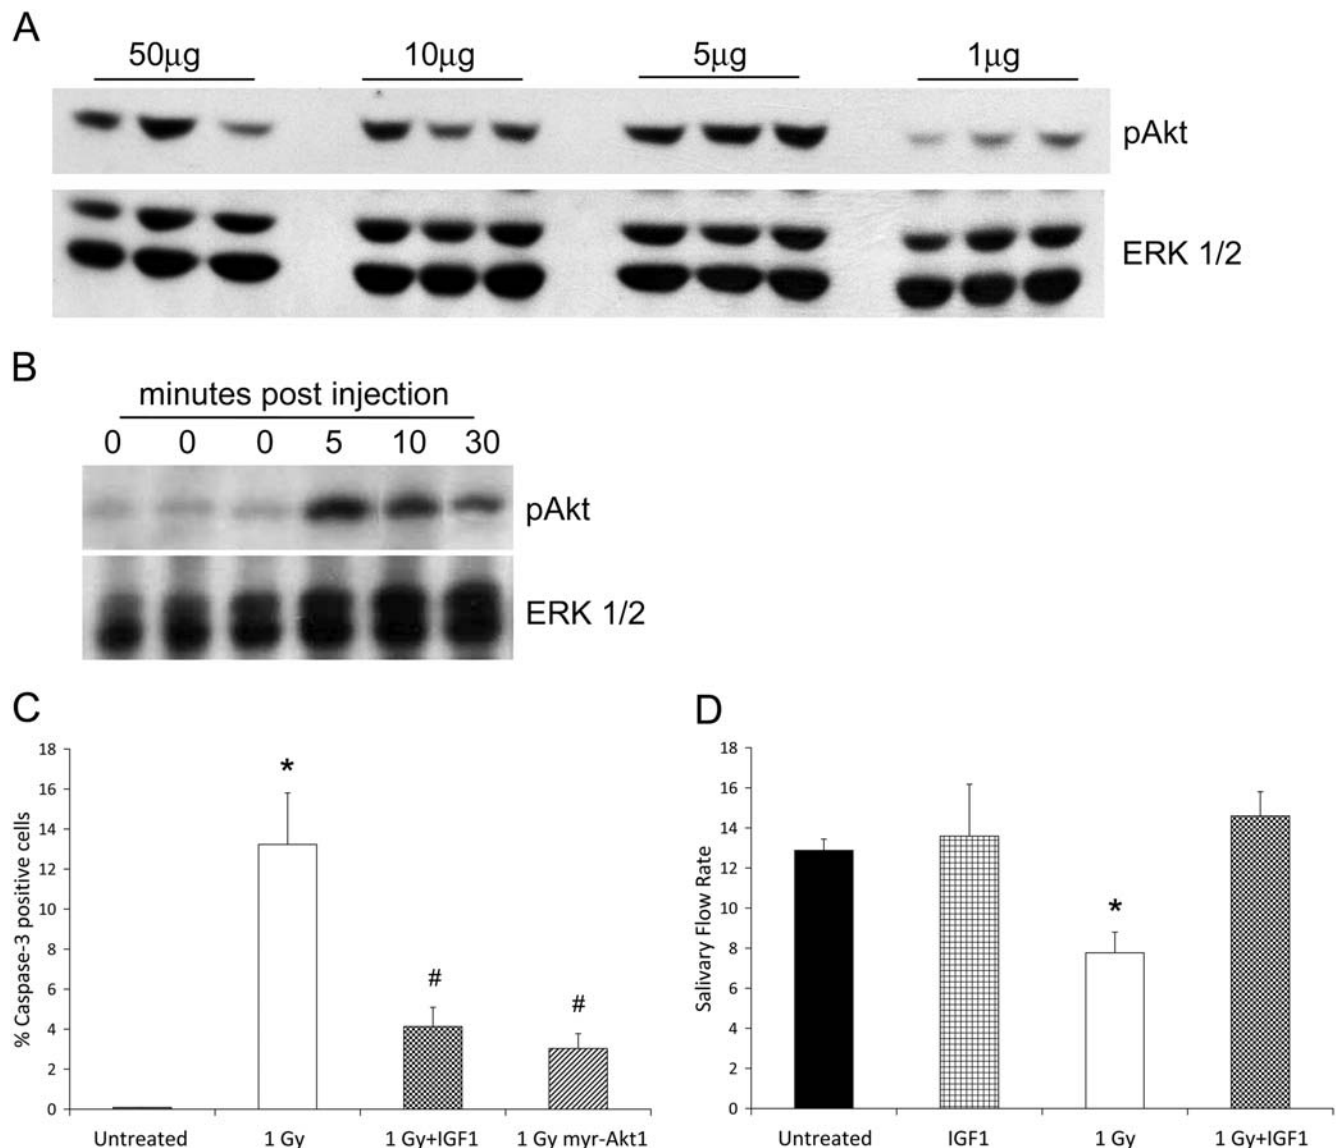 A
50µg 10µg 5µg 1µg
pAkt
ERK 1/2
B
minutes post injection
0 0 0 5 10 30
pAkt
ERK 1/2
C
18
16
14
12
10
8
6
4
2
0
% Caspase-3 positive cells
*
#
#
Untreated 1 Gy 1 Gy+IGF1 1 Gy myr-Akt1
D
18
16
14
12
10
8
6
4
2
0
Salivary Flow Rate
*
Untreated IGF1 1 Gy 1 Gy+IGF1